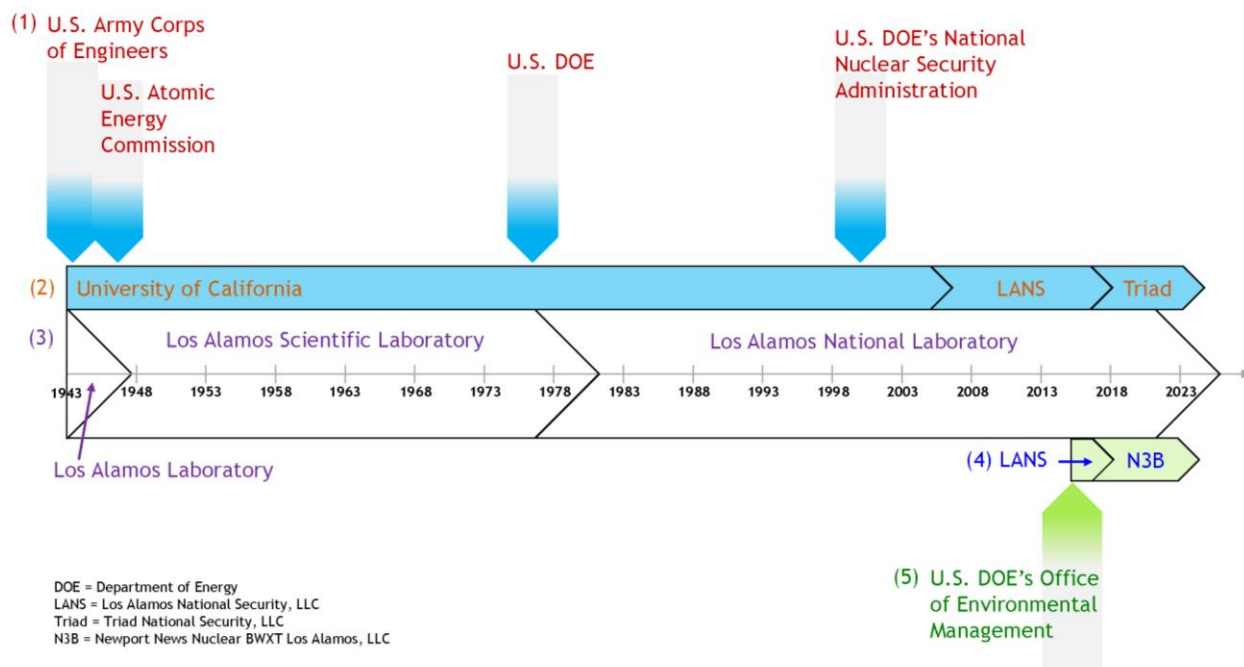 (1) U.S. Army Corps
of Engineers
U.S. Atomic
Energy
Commission
U.S. DOE
U.S. DOE’s National
Nuclear Security
Administration
(2) University of California LANS Triad
(3) Los Alamos Scientific Laboratory Los Alamos National Laboratory
1943 1948 1953 1958 1963 1968 1973 1978 1983 1988 1993 1998 2003 2008 2013 2018 2023
Los Alamos Laboratory
(4) LANS N3B
(5) U.S. DOE’s Office
of Environmental
Management
DOE = Department of Energy
LANS = Los Alamos National Security, LLC
Triad = Triad National Security, LLC
N3B = Newport News Nuclear BWXT Los Alamos, LLC